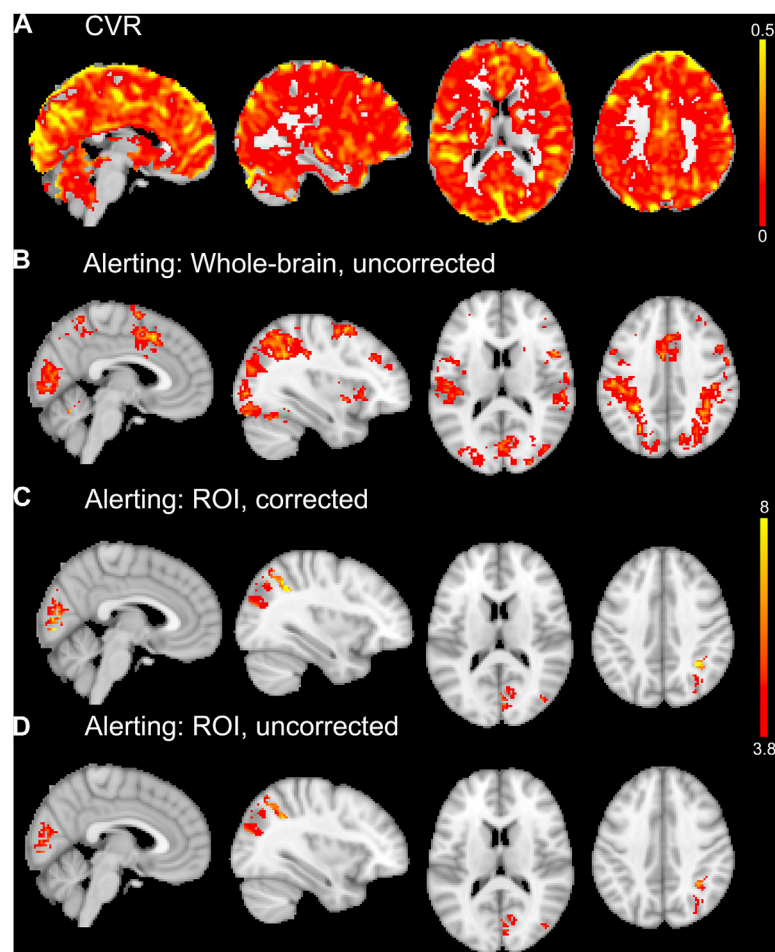 A CVR
0.5
0
B Alerting: Whole-brain, uncorrected
C Alerting: ROI, corrected
8
3.8
D Alerting: ROI, uncorrected